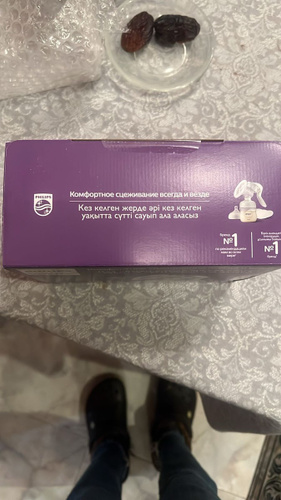 PHILIPS
Комфортное сцеживание всегда и везде
Кез келген жерде әрі кез келген
уақытта сүтті сауып ала аласыз
№1
№1